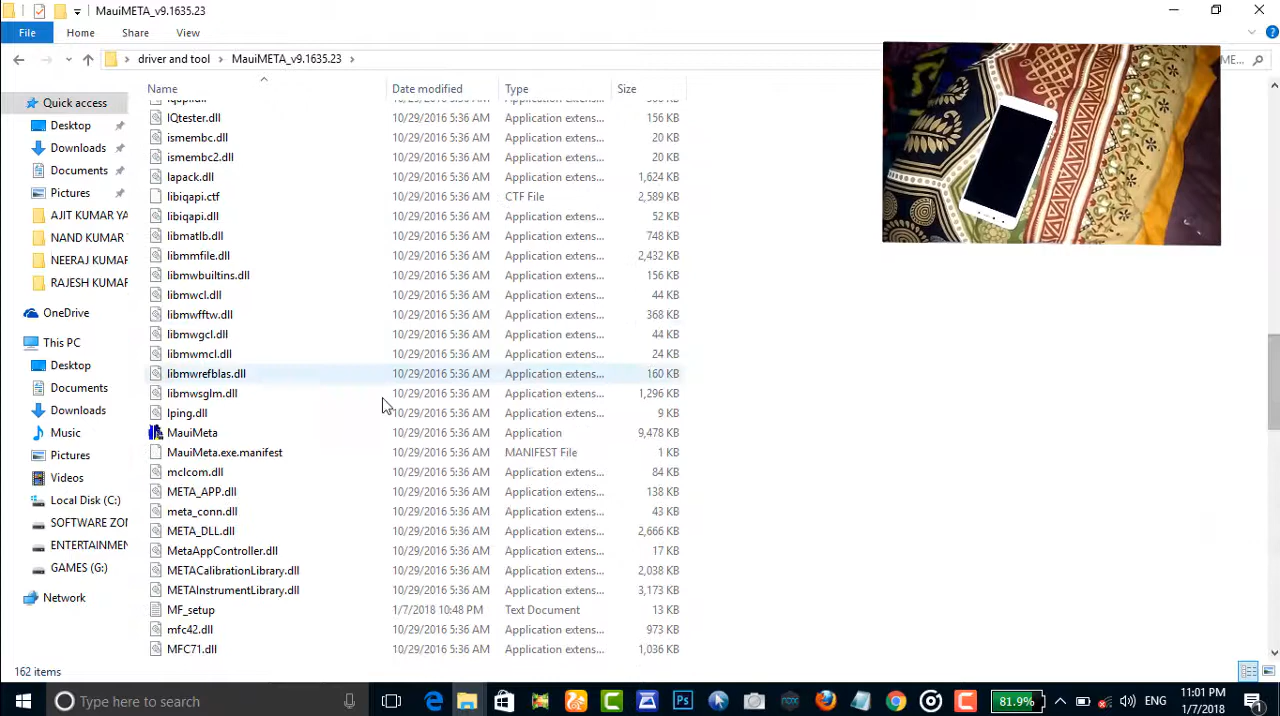 MauiMETA_v9.1635.23
File Home Share View
driver and tool MauiMETA_v9.1635.23 ME...
Name Date modified Type Size
Quick access
Desktop
Downloads
Documents
Pictures
AJIT KUMAR YA
NAND KUMAR
NEERAJ KUMAR
RAJESH KUMAR
OneDrive
This PC
Desktop
Documents
Downloads
Music
Pictures
Videos
Local Disk (C:)
SOFTWARE ZON
ENTERTAINMEN
GAMES (G:)
Network
IQtester.dll 10/29/2016 5:36 AM Application extens... 156 KB
ismembc.dll 10/29/2016 5:36 AM Application extens... 20 KB
ismembc2.dll 10/29/2016 5:36 AM Application extens... 20 KB
lapack.dll 10/29/2016 5:36 AM Application extens... 1,624 KB
libiqapi.ctf 10/29/2016 5:36 AM CTF File 2,589 KB
libiqapi.dll 10/29/2016 5:36 AM Application extens... 52 KB
libmatlb.dll 10/29/2016 5:36 AM Application extens... 748 KB
libmmfile.dll 10/29/2016 5:36 AM Application extens... 2,432 KB
libmwbuiltins.dll 10/29/2016 5:36 AM Application extens... 156 KB
libmwcl.dll 10/29/2016 5:36 AM Application extens... 44 KB
libmwfftw.dll 10/29/2016 5:36 AM Application extens... 368 KB
libmwgcl.dll 10/29/2016 5:36 AM Application extens... 44 KB
libmwmcl.dll 10/29/2016 5:36 AM Application extens... 24 KB
libmwrefblas.dll 10/29/2016 5:36 AM Application extens... 160 KB
libmwsglm.dll 10/29/2016 5:36 AM Application extens... 1,296 KB
lping.dll 10/29/2016 5:36 AM Application extens... 9 KB
MauiMeta 10/29/2016 5:36 AM Application 9,478 KB
MauiMeta.exe.manifest 10/29/2016 5:36 AM MANIFEST File 1 KB
mclcom.dll 10/29/2016 5:36 AM Application extens... 84 KB
META_APP.dll 10/29/2016 5:36 AM Application extens... 138 KB
meta_conn.dll 10/29/2016 5:36 AM Application extens... 43 KB
META_DLL.dll 10/29/2016 5:36 AM Application extens... 2,666 KB
MetaAppController.dll 10/29/2016 5:36 AM Application extens... 17 KB
METACalibrationLibrary.dll 10/29/2016 5:36 AM Application extens... 2,038 KB
METAInstrumentLibrary.dll 10/29/2016 5:36 AM Application extens... 3,173 KB
MF_setup 1/7/2018 10:48 PM Text Document 13 KB
mfc42.dll 10/29/2016 5:36 AM Application extens... 973 KB
MFC71.dll 10/29/2016 5:36 AM Application extens... 1,036 KB
162 items
Type here to search 81.9% ENG 11:01 PM
1/7/2018